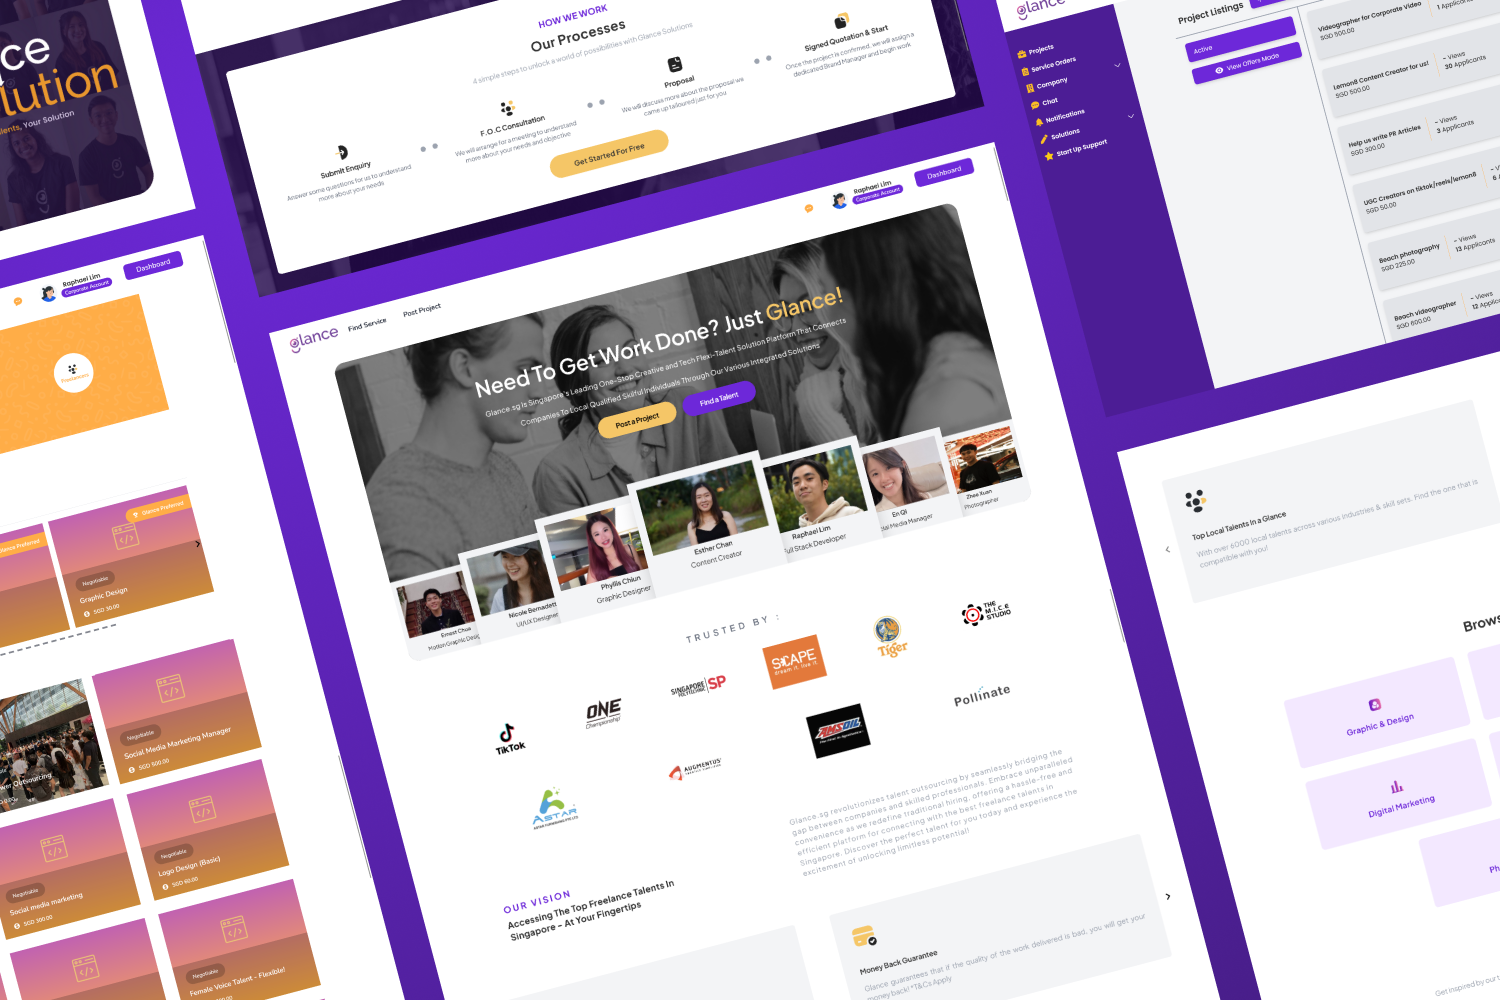 Solution
Talents, Your Solution
HOW WE WORK
Our Processes
4 simple steps to unlock a world of possibilities with Glance Solutions
Submit Enquiry
Answer some questions for us to understand
more about your needs
F.O.C Consultation
We will arrange for a meeting to understand
more about your needs and objective
Proposal
We will discuss more about the proposal we
came up tailoured just for you
Signed Quotation & Start
Once the project is confirmed, we will assign a
dedicated Brand Manager and begin work
Get Started For Free
glance
Projects
Service Orders
Company
Chat
Notifications
Solutions
Start Up Support
Project Listings
Active
View Offers Mode
Videographer for Corporate Video
SGD 500.00
1 Applicants
Lemon8 Content Creator for us!
SGD 500.00
- Views
30 Applicants
Help us write PR Articles
SGD 300.00
- Views
3 Applicants
UGC Creators on tiktok/reels/lemon8
SGD 50.00
Beach photography
SGD 225.00
- Views
13 Applicants
Beach videographer
SGD 600.00
- Views
12
Raphael Lim
Corporate Account
Dashboard
Glance Preferred
Glance Preferred
Negotiable
Graphic Design
SGD 30.00
Outsourcing
Negotiable
Social Media Marketing Manager
SGD 500.00
Negotiable
Social media marketing
SGD 300.00
Negotiable
Logo Design (Basic)
SGD 60.00
Negotiable
Female Voice Talent - Flexible!
glance
Find Service
Post Project
Raphael Lim
Corporate Account
Dashboard
Need To Get Work Done? Just Glance!
Glance.sg Is Singapore's Leading One-Stop Creative and Tech Flexi-Talent Solution Platform That Connects
Companies To Local Qualified Skilful Individuals Through Our Various Integrated Solutions
Post a Project
Find a Talent
Ernest Chua
Motion Graphic
Nicole Bernadett
UI/UX Designer
Phyllis Chiun
Graphic Designer
Esther Chan
Content Creator
Raphael Lim
Full Stack Developer
En Qi
Media Manager
Zhee Xuan
Photographer
TRUSTED BY :
TikTok
ONE
Championship
SINGAPORE
POLYTECHNIC
SP
SCAPE
dream it. live it.
Tiger
THE
M.I.C.E
STUDIO
ASTAR
AUGMENTUS
AMSOIL
Pollinate
Glance.sg revolutionizes talent outsourcing by seamlessly bridging the
gap between companies and skilled professionals. Embrace unparalleled
convenience as we redefine traditional hiring, offering a hassle-free and
efficient platform for connecting with the best freelance talents in
Singapore. Discover the perfect talent for you today and experience the
excitement of unlocking limitless potential!
OUR VISION
Accessing The Top Freelance Talents In
Singapore - At Your Fingertips
Money Back Guarantee
Glance guarantees that if the quality of the work delivered is bad, you will get your
money back! *T&Cs Apply
Top Local Talents In a Glance
With over 6000 local talents across various industries & skill sets. Find the one that is
compatible with you!
Graphic & Design
Digital Marketing
Get inspired by our